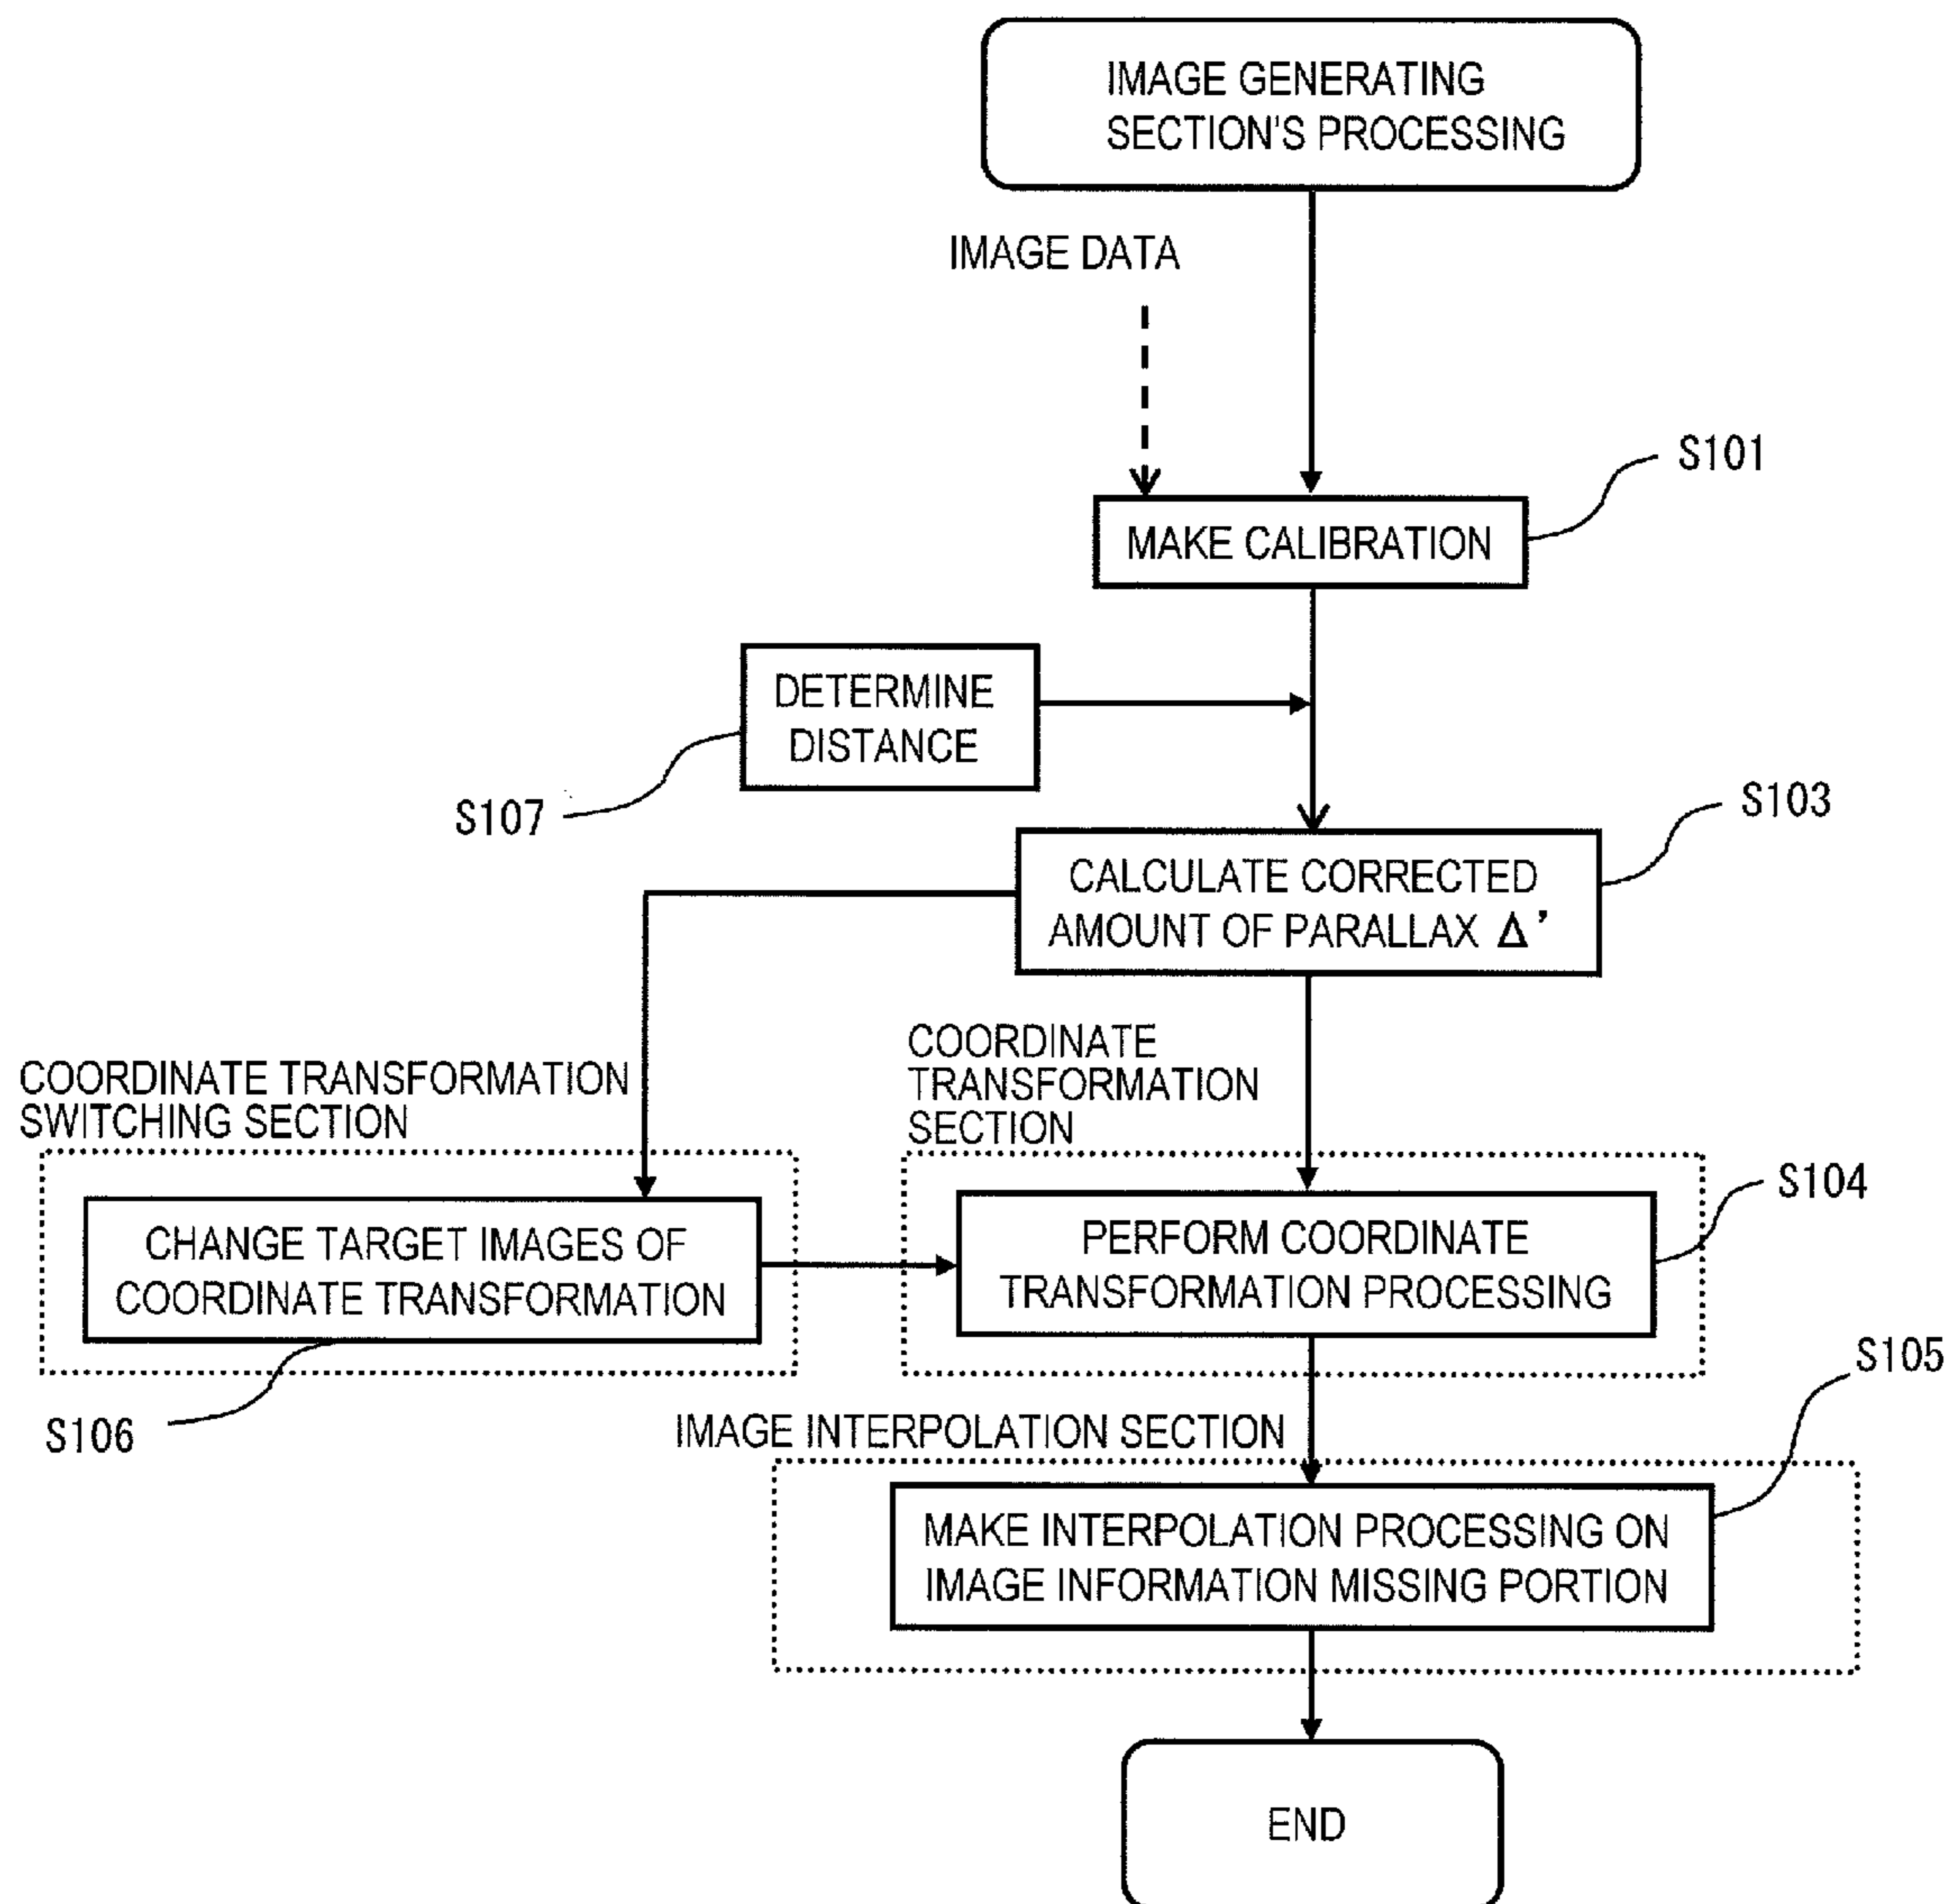 IMAGE GENERATING
SECTION'S PROCESSING
IMAGE DATA
S101
MAKE CALIBRATION
DETERMINE
DISTANCE
S107
S103
CALCULATE CORRECTED
AMOUNT OF PARALLAX Δ'
COORDINATE
TRANSFORMATION
SECTION
COORDINATE TRANSFORMATION
SWITCHING SECTION
S104
CHANGE TARGET IMAGES OF
COORDINATE TRANSFORMATION
PERFORM COORDINATE
TRANSFORMATION PROCESSING
S106
S105
IMAGE INTERPOLATION SECTION
MAKE INTERPOLATION PROCESSING ON
IMAGE INFORMATION MISSING PORTION
END